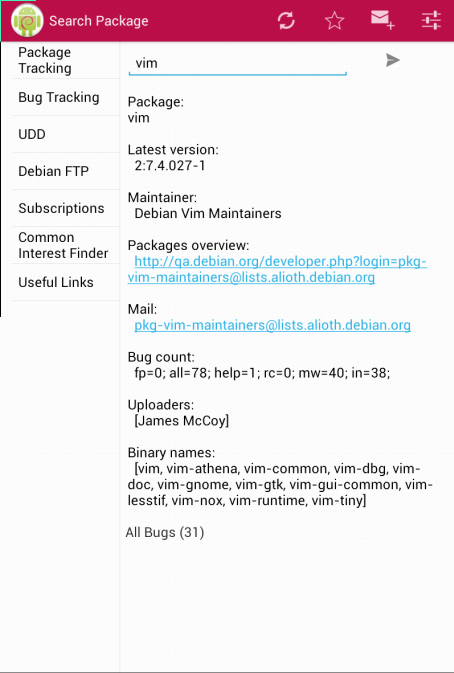 Search Package
Package
Tracking
Bug Tracking
UDD
Debian FTP
Subscriptions
Common
Interest Finder
Useful Links
vim
Package:
vim
Latest version:
2:7.4.027-1
Maintainer:
Debian Vim Maintainers
Packages overview:
http://qa.debian.org/developer.php?login=pkg-
vim-maintainers@lists.alioth.debian.org
Mail:
pkg-vim-maintainers@lists.alioth.debian.org
Bug count:
fp=0; all=78; help=1; rc=0; mw=40; in=38;
Uploaders:
[James McCoy]
Binary names:
[vim, vim-athena, vim-common, vim-dbg, vim-
doc, vim-gnome, vim-gtk, vim-gui-common, vim-
lesstif, vim-nox, vim-runtime, vim-tiny]
All Bugs (31)